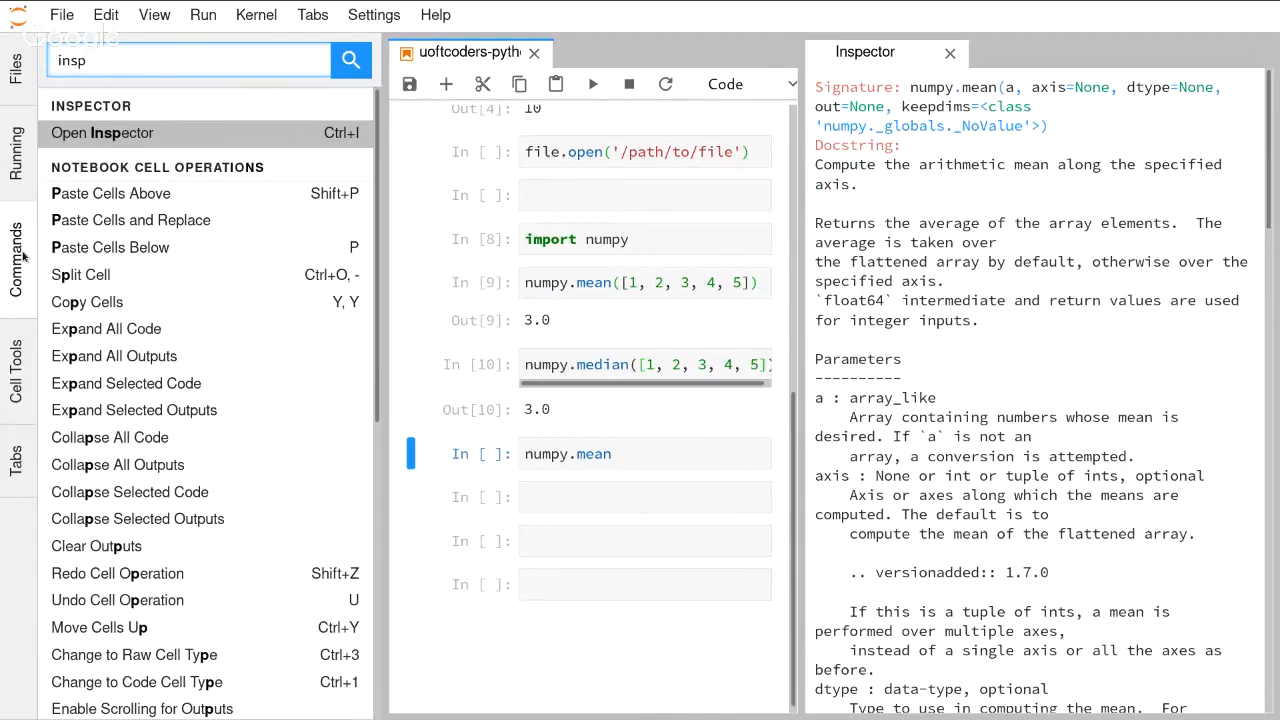 File Edit View Run Kernel Tabs Settings Help
Google
Files
Running
Commands
Cell Tools
Tabs
insp
INSPECTOR
Open Inspector Ctrl+I
NOTEBOOK CELL OPERATIONS
Paste Cells Above Shift+P
Paste Cells and Replace
Paste Cells Below P
Split Cell Ctrl+O, -
Copy Cells Y, Y
Expand All Code
Expand All Outputs
Expand Selected Code
Expand Selected Outputs
Collapse All Code
Collapse All Outputs
Collapse Selected Code
Collapse Selected Outputs
Clear Outputs
Redo Cell Operation Shift+Z
Undo Cell Operation U
Move Cells Up Ctrl+Y
Change to Raw Cell Type Ctrl+3
Change to Code Cell Type Ctrl+1
Enable Scrolling for Outputs
uoftcoders-pyth
Code
Out[4]: 10
In [ ]: file.open('/path/to/file')
In [ ]:
In [8]: import numpy
In [9]: numpy.mean([1, 2, 3, 4, 5])
Out[9]: 3.0
In [10]: numpy.median([1, 2, 3, 4, 5])
Out[10]: 3.0
In [ ]: numpy.mean
In [ ]:
In [ ]:
In [ ]:
Inspector
Signature: numpy.mean(a, axis=None, dtype=None,
out=None, keepdims=<class
'numpy._globals._NoValue'>)
Docstring:
Compute the arithmetic mean along the specified
axis.
Returns the average of the array elements.  The
average is taken over
the flattened array by default, otherwise over the
specified axis.
`float64` intermediate and return values are used
for integer inputs.
Parameters
----------
a : array_like
Array containing numbers whose mean is
desired. If `a` is not an
array, a conversion is attempted.
axis : None or int or tuple of ints, optional
Axis or axes along which the means are
computed. The default is to
compute the mean of the flattened array.
.. versionadded:: 1.7.0
If this is a tuple of ints, a mean is
performed over multiple axes,
instead of a single axis or all the axes as
before.
dtype : data-type, optional
Type to use in computing the mean.  For